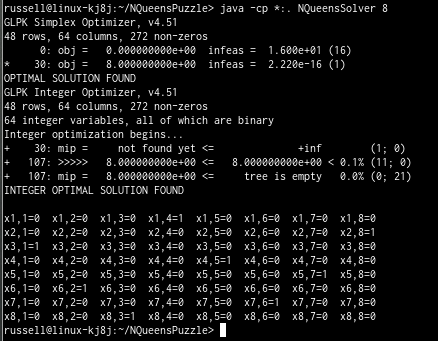 russell@linux-kj8j:~/NQueensPuzzle> java -cp *:. NQueensSolver 8
GLPK Simplex Optimizer, v4.51
48 rows, 64 columns, 272 non-zeros
      0: obj =   0.000000000e+00  infeas =  1.600e+01 (16)
*    30: obj =   8.000000000e+00  infeas =  2.220e-16 (1)
OPTIMAL SOLUTION FOUND
GLPK Integer Optimizer, v4.51
48 rows, 64 columns, 272 non-zeros
64 integer variables, all of which are binary
Integer optimization begins...
+    30: mip =     not found yet <=              +inf        (1; 0)
+   107: >>>>>   8.000000000e+00 <=   8.000000000e+00 < 0.1% (11; 0)
+   107: mip =   8.000000000e+00 <=     tree is empty   0.0% (0; 21)
INTEGER OPTIMAL SOLUTION FOUND
x1,1=0  x1,2=0  x1,3=0  x1,4=1  x1,5=0  x1,6=0  x1,7=0  x1,8=0
x2,1=0  x2,2=0  x2,3=0  x2,4=0  x2,5=0  x2,6=0  x2,7=0  x2,8=1
x3,1=1  x3,2=0  x3,3=0  x3,4=0  x3,5=0  x3,6=0  x3,7=0  x3,8=0
x4,1=0  x4,2=0  x4,3=0  x4,4=0  x4,5=1  x4,6=0  x4,7=0  x4,8=0
x5,1=0  x5,2=0  x5,3=0  x5,4=0  x5,5=0  x5,6=0  x5,7=1  x5,8=0
x6,1=0  x6,2=1  x6,3=0  x6,4=0  x6,5=0  x6,6=0  x6,7=0  x6,8=0
x7,1=0  x7,2=0  x7,3=0  x7,4=0  x7,5=0  x7,6=1  x7,7=0  x7,8=0
x8,1=0  x8,2=0  x8,3=1  x8,4=0  x8,5=0  x8,6=0  x8,7=0  x8,8=0
russell@linux-kj8j:~/NQueensPuzzle>